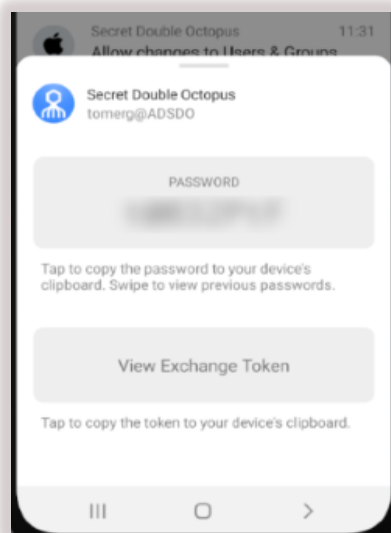 Secret Double Octopus 11:31
Allow changes to Users & Groups
Secret Double Octopus
tomerg@ADSDO
PASSWORD
Tap to copy the password to your device's
clipboard. Swipe to view previous passwords.
View Exchange Token
Tap to copy the token to your device's clipboard.